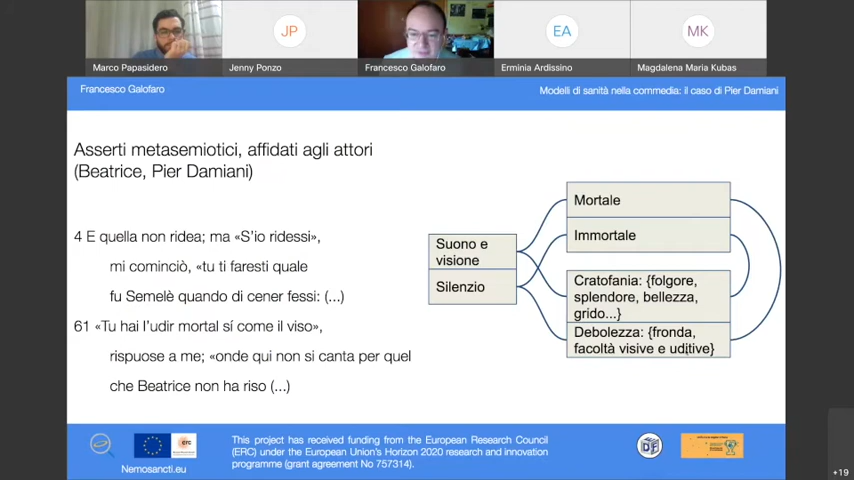 JP
EA
MK
Marco Papasidero
Jenny Ponzo
Francesco Galofaro
Erminia Ardissino
Magdalena Maria Kubas
Francesco Galofaro
Modelli di sanità nella commedia: il caso di Pier Damiani
Asserti metasemiotici, affidati agli attori
(Beatrice, Pier Damiani)
4 E quella non ridea; ma «S’io ridessi»,
mi cominciò, «tu ti faresti quale
fu Semelè quando di cener fessi: (...)
61 «Tu hai l’udir mortal sí come il viso»,
rispuose a me; «onde qui non si canta per quel
che Beatrice non ha riso (...)
Suono e
visione
Silenzio
Mortale
Immortale
Cratofania: {folgore,
splendore, bellezza,
grido...}
Debolezza: {fronda,
facoltà visive e uditive}
erc
Nemosancti.eu
This project has received funding from the European Research Council
(ERC) under the European Union’s Horizon 2020 research and innovation
programme (grant agreement No 757314).
+19